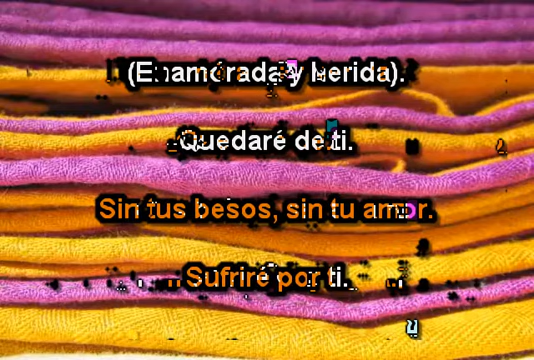 (Enamorada y herida).
Quedaré de ti.
Sin tus besos, sin tu amor.
Sufriré por ti.